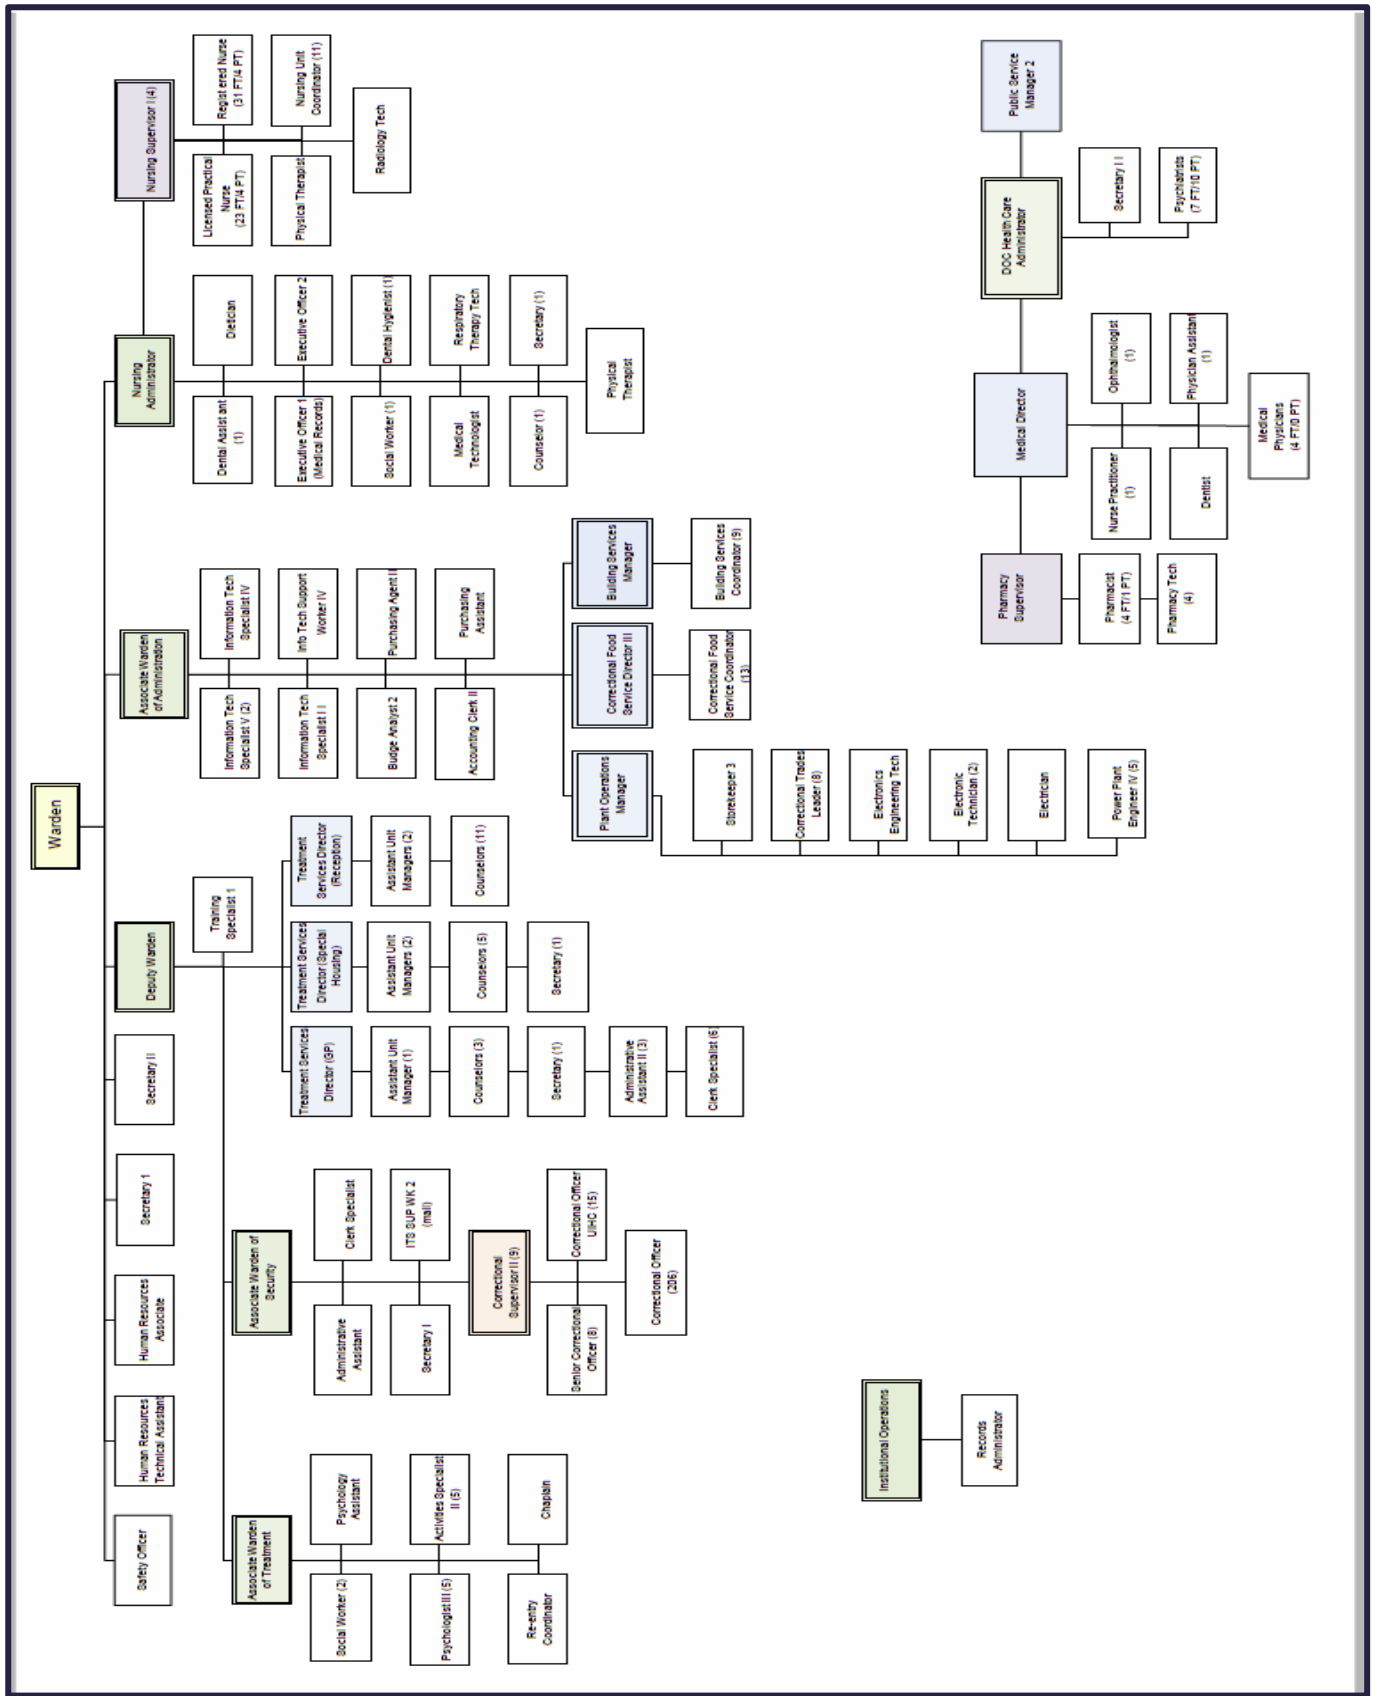 Warden
Safety Officer
Human Resources
Technical Assistant
Human Resources
Associate
Secretary 1
Secretary II
Deputy Warden
Associate Warden
of Administration
Nursing
Administrator
Nursing Supervisor I (4)
Training
Specialist 1
Associate Warden
of Treatment
Social Worker (2)
Psychology
Assistant
Psychologist III (5)
Activities Specialist
II (5)
Re-entry
Coordinator
Chaplain
Associate Warden of
Security
Administrative
Assistant
Clerk Specialist
Secretary I
ITS SUP WK 2
(mail)
Correctional
Supervisor II (9)
Senior Correctional
Officer (8)
Correctional Officer
UIHC (15)
Correctional Officer
(206)
Treatment Services
Director (GP)
Assistant Unit
Manager (1)
Counselors (3)
Secretary (1)
Administrative
Assistant II (3)
Clerk Specialist (6)
Treatment Services
Director (Special
Housing)
Assistant Unit
Managers (2)
Counselors (5)
Secretary (1)
Treatment
Services Director
(Reception)
Assistant Unit
Managers (2)
Counselors (11)
Information Tech
Specialist V (2)
Information Tech
Specialist IV
Information Tech
Specialist II
Info Tech Support
Worker IV
Budge Analyst 2
Purchasing Agent II
Accounting Clerk II
Purchasing
Assistant
Plant Operations
Manager
Storekeeper 3
Correctional Trades
Leader (8)
Electronics
Engineering Tech
Electronic
Technician (2)
Electrician
Power Plant
Engineer IV (5)
Correctional Food
Service Director III
Correctional Food
Service Coordinator
(13)
Building Services
Manager
Building Services
Coordinator (9)
Dental Assistant
(1)
Dietician
Executive Officer 1
(Medical Records)
Executive Officer 2
Social Worker (1)
Dental Hygienist (1)
Medical
Technologist
Respiratory
Therapy Tech
Counselor (1)
Secretary (1)
Physical
Therapist
Licensed Practical
Nurse
(23 FT/4 PT)
Registered Nurse
(31 FT/4 PT)
Physical Therapist
Nursing Unit
Coordinator (11)
Radiology Tech
Institutional Operations
Records
Administrator
Pharmacy
Supervisor
Pharmacist
(4 FT/1 PT)
Pharmacy Tech
(4)
Medical Director
Nurse Practitioner
(1)
Ophthalmologist
(1)
Dentist
Physician Assistant
(1)
Medical
Physicians
(4 FT/0 PT)
DOC Health Care
Administrator
Secretary II
Psychiatrists
(7 FT/10 PT)
Public Service
Manager 2